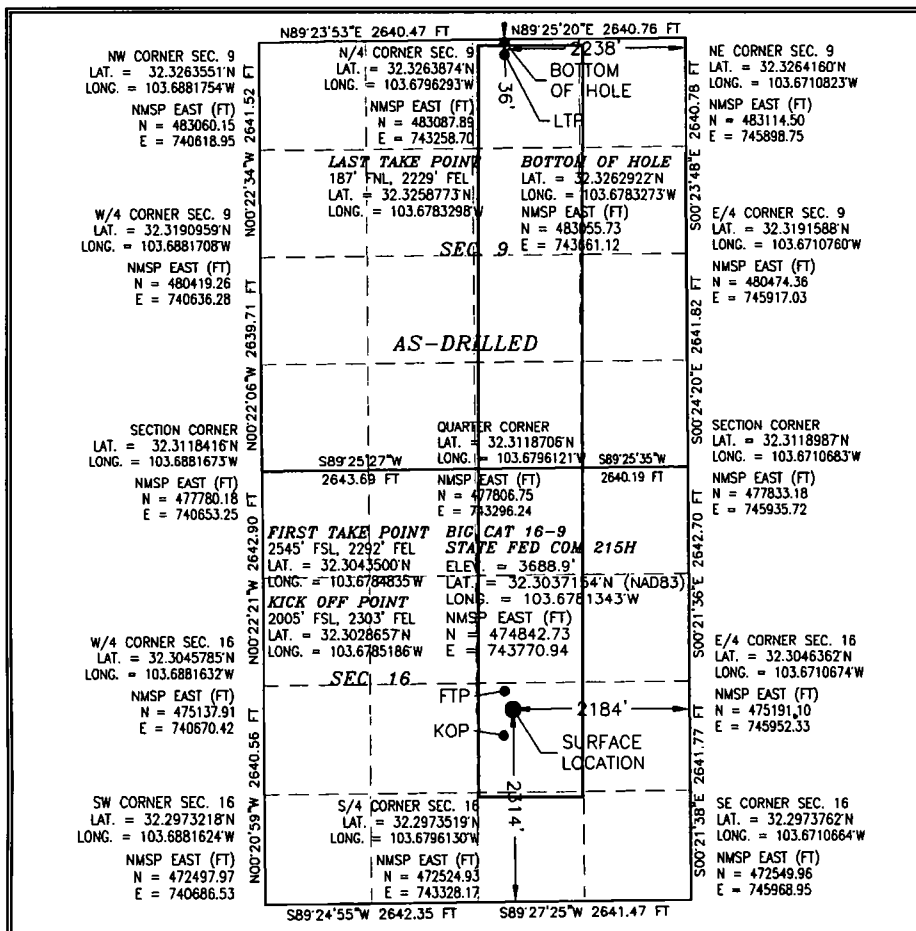 N89°23'53"E 2640.47 FT
N89°25'20"E 2640.76 FT
NW CORNER SEC. 9
LAT. = 32.3263551'N
LONG. = 103.6881754'W
NMSP EAST (FT)
N = 483060.15
E = 740618.95
N/4 CORNER SEC. 9
LAT. = 32.3263874'N
LONG. = 103.6796293'W
NMSP EAST (FT)
N = 483087.89
E = 743258.70
2238'
BOTTOM
OF HOLE
36'
LTP
NE CORNER SEC. 9
LAT. = 32.3264160'N
LONG. = 103.6710823'W
NMSP EAST (FT)
N = 483114.50
E = 745898.75
N00°22'34"W 2641.52 FT
S00°23'48"E 2640.78 FT
LAST TAKE POINT
187' FNL, 2229' FEL
LAT. = 32.3258773'N
LONG. = 103.6783298'W
BOTTOM OF HOLE
LAT. = 32.3262922'N
LONG. = 103.6783273'W
NMSP EAST (FT)
N = 483055.73
E = 743661.12
SEC 9
W/4 CORNER SEC. 9
LAT. = 32.3190959'N
LONG. = 103.6881708'W
NMSP EAST (FT)
N = 480419.26
E = 740636.28
E/4 CORNER SEC. 9
LAT. = 32.3191588'N
LONG. = 103.6710760'W
NMSP EAST (FT)
N = 480474.36
E = 745917.03
AS-DRILLED
N00°22'06"W 2639.71 FT
S00°24'20"E 2641.82 FT
SECTION CORNER
LAT. = 32.3118416'N
LONG. = 103.6881673'W
NMSP EAST (FT)
N = 477780.18
E = 740653.25
QUARTER CORNER
LAT. = 32.3118706'N
LONG. = 103.6796121'W
NMSP EAST (FT)
N = 477806.75
E = 743296.24
SECTION CORNER
LAT. = 32.3118987'N
LONG. = 103.6710683'W
NMSP EAST (FT)
N = 477833.18
E = 745935.72
S89°25'27"W
2643.69 FT
S89°25'35"W
2640.19 FT
N00°22'21"W 2642.90 FT
S00°21'36"E 2642.70 FT
FIRST TAKE POINT
2545' FSL, 2292' FEL
LAT. = 32.3043500'N
LONG. = 103.6784835'W
KICK OFF POINT
2005' FSL, 2303' FEL
LAT. = 32.3028657'N
LONG. = 103.6785186'W
BIG CAT 16-9
STATE FED COM 215H
ELEV. = 3688.9'
LAT. = 32.3037154'N (NAD83)
LONG. = 103.6781343'W
NMSP EAST (FT)
N = 474842.73
E = 743770.94
SEC 16
W/4 CORNER SEC. 16
LAT. = 32.3045785'N
LONG. = 103.6881632'W
NMSP EAST (FT)
N = 475137.91
E = 740670.42
E/4 CORNER SEC. 16
LAT. = 32.3046362'N
LONG. = 103.6710674'W
NMSP EAST (FT)
N = 475191.10
E = 745952.33
FTP
KOP
2184'
SURFACE
LOCATION
2314'
N00°20'59"W 2640.56 FT
S00°21'38"E 2641.77 FT
SW CORNER SEC. 16
LAT. = 32.2973218'N
LONG. = 103.6881624'W
NMSP EAST (FT)
N = 472497.97
E = 740686.53
S/4 CORNER SEC. 16
LAT. = 32.2973519'N
LONG. = 103.6796130'W
NMSP EAST (FT)
N = 472524.93
E = 743328.17
SE CORNER SEC. 16
LAT. = 32.2973762'N
LONG. = 103.6710664'W
NMSP EAST (FT)
N = 472549.96
E = 745968.95
S89°24'55"W 2642.35 FT
S89°27'25"W 2641.47 FT